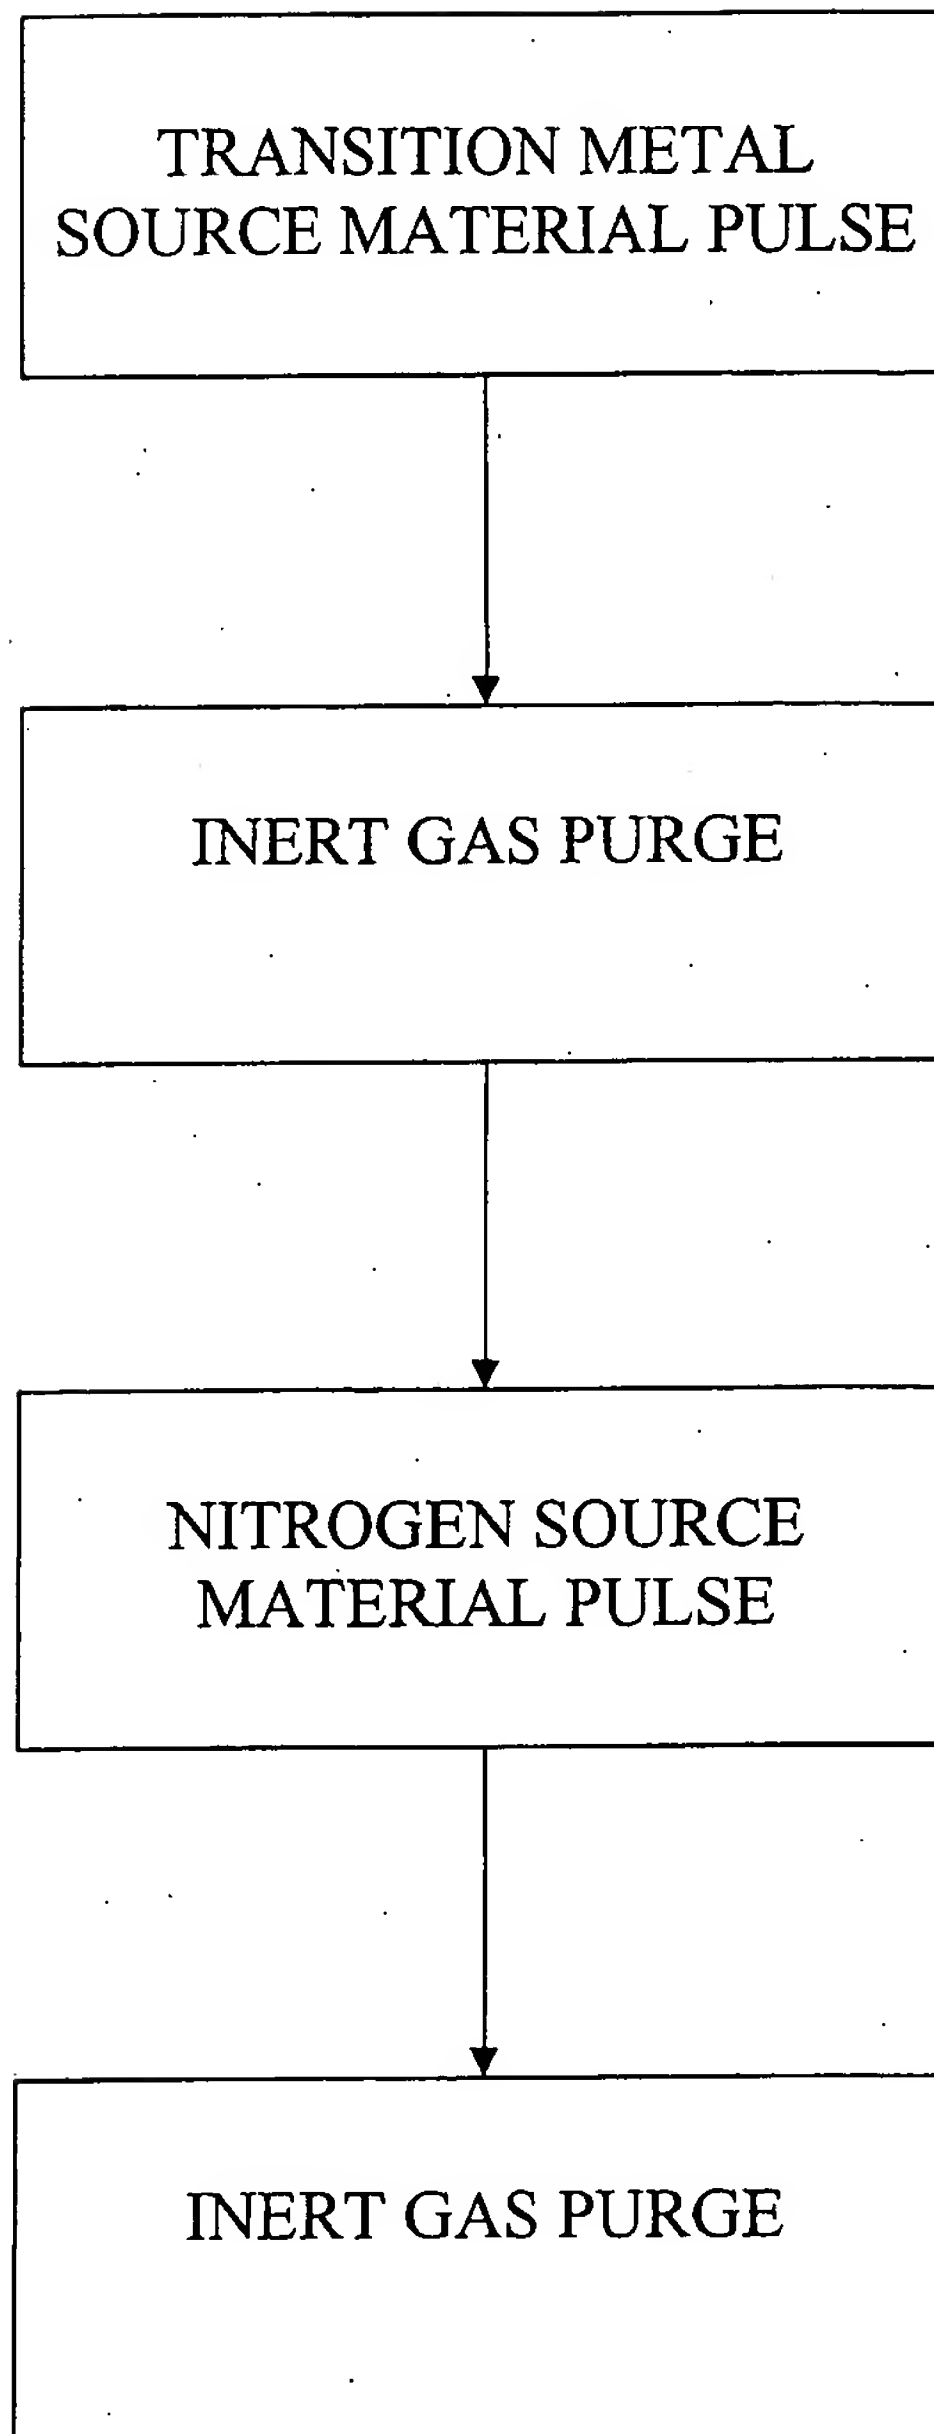 TRANSITION METAL
SOURCE MATERIAL PULSE
INERT GAS PURGE
NITROGEN SOURCE
MATERIAL PULSE
INERT GAS PURGE